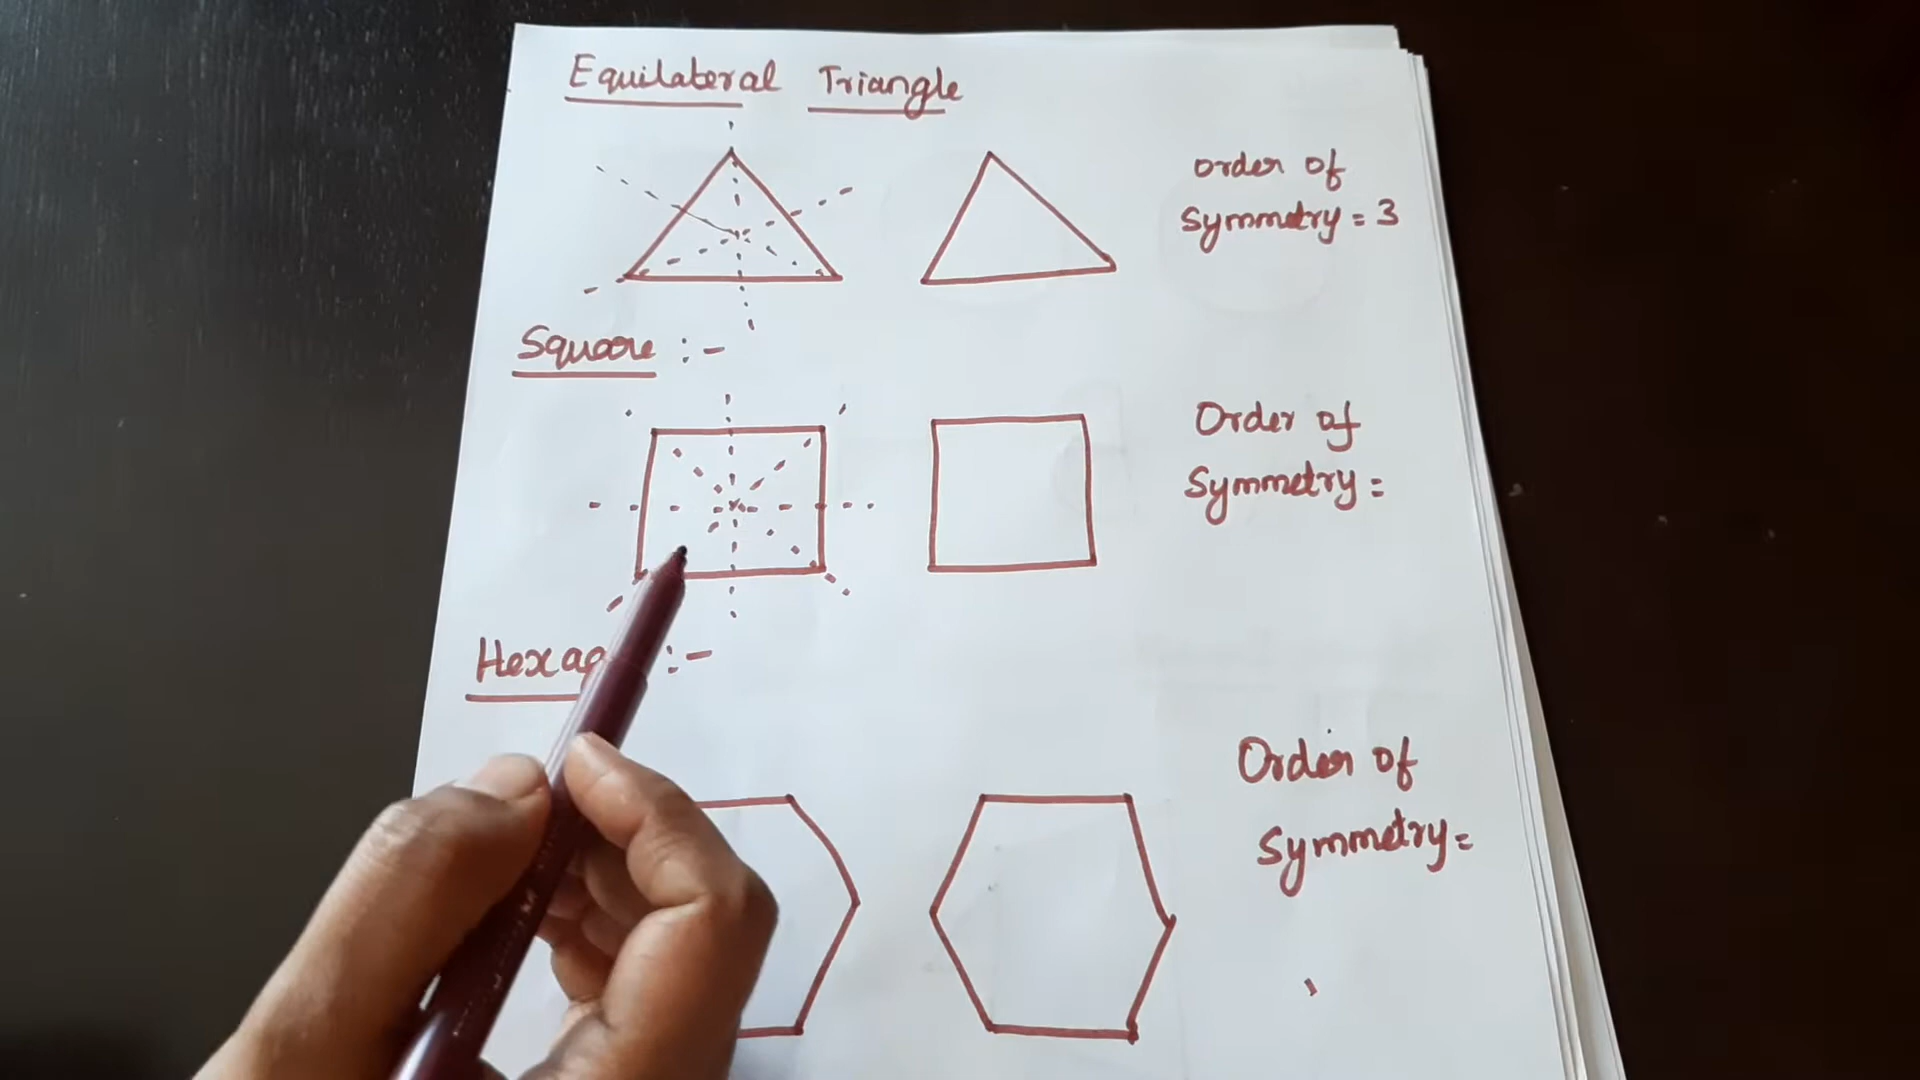 Equilateral Triangle
Order of
Symmetry = 3
Square :-
Order of
Symmetry =
:-
Order of
Symmetry =